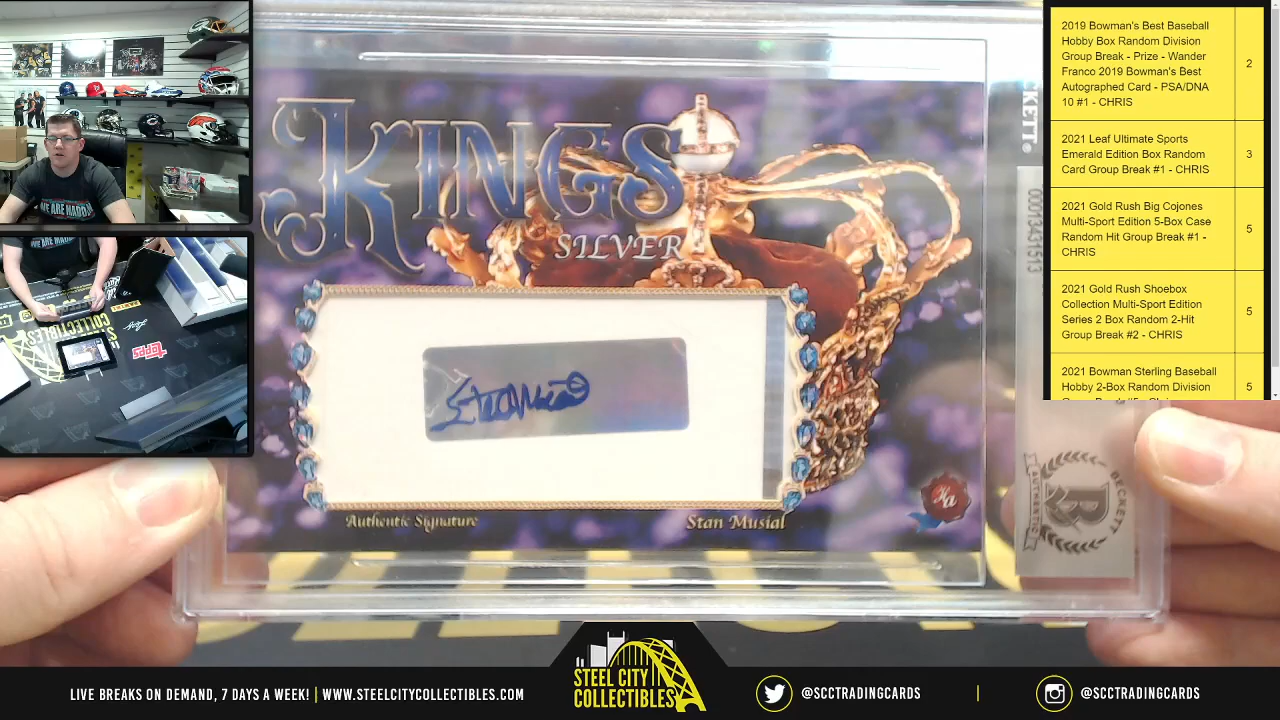 KINGS
SILVER
Authentic Signature
Stan Musial
BECKETT
AUTHENTIC
WE ARE
Topps
2019 Bowman's Best Baseball
Hobby Box Random Division
Group Break - Prize - Wander
Franco 2019 Bowman's Best
Autographed Card - PSA/DNA
10 #1 - CHRIS
2
2021 Leaf Ultimate Sports
Emerald Edition Box Random
Card Group Break #1 - CHRIS
3
2021 Gold Rush Big Cojones
Multi-Sport Edition 5-Box Case
Random Hit Group Break #1 -
CHRIS
5
2021 Gold Rush Shoebox
Collection Multi-Sport Edition
Series 2 Box Random 2-Hit
Group Break #2 - CHRIS
5
2021 Bowman Sterling Baseball
Hobby 2-Box Random Division
5
LIVE BREAKS ON DEMAND, 7 DAYS A WEEK! | WWW.STEELCITYCOLLECTIBLES.COM
STEEL CITY
COLLECTIBLES
@SCCTRADINGCARDS
@SCCTRADINGCARDS